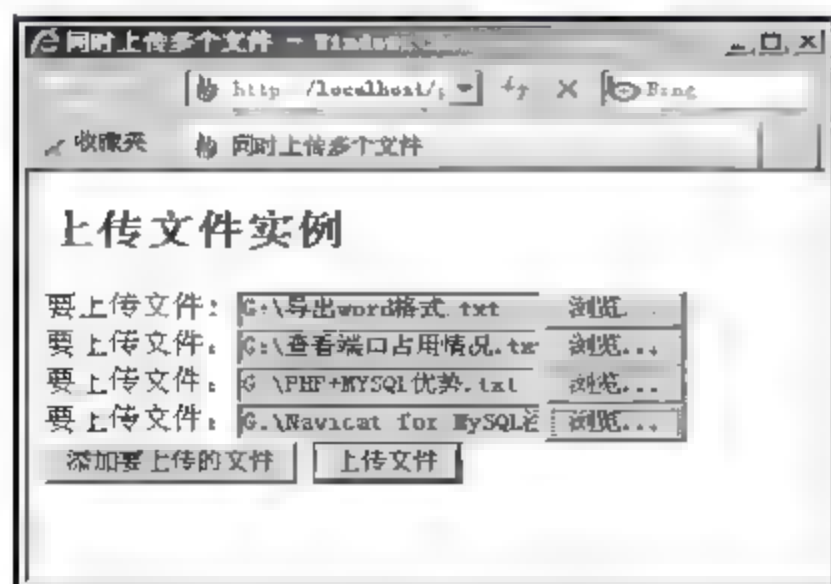 同时上传多个文件 - Windows
http //localhost/ Bing
收藏夹 同时上传多个文件
上传文件实例
要上传文件： G:\导出word格式.txt 浏览...
要上传文件： G:\查看端口占用情况.txt 浏览...
要上传文件： G:\PHP+MYSQL优势.txt 浏览...
要上传文件： G:\Navicat for MySQL 浏览...
添加要上传的文件 上传文件